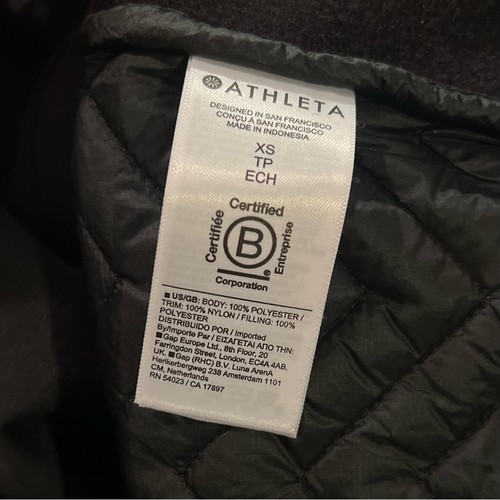 ATHLETA
DESIGNED IN SAN FRANCISCO
CONÇU À SAN FRANCISCO
MADE IN INDONESIA
XS
TP
ECH
Certified
Certifiée
B
Entreprise
®
Corporation
■ US/GB: BODY: 100% POLYESTER /
TRIM: 100% NYLON / FILLING: 100%
POLYESTER
DISTRIBUIDO POR / Imported
By/Importe Par / ΕΙΣΑΓΕΤΑΙ ΑΠΟ ΤΗΝ:
■ Gap Europe Ltd., 8th Floor, 20
Farringdon Street, London, EC4A 4AB,
UK. ■ Gap (RHC) B.V. Luna ArenA
Herikerbergweg 238 Amsterdam 1101
CM, Netherlands
RN 54023 / CA 17897